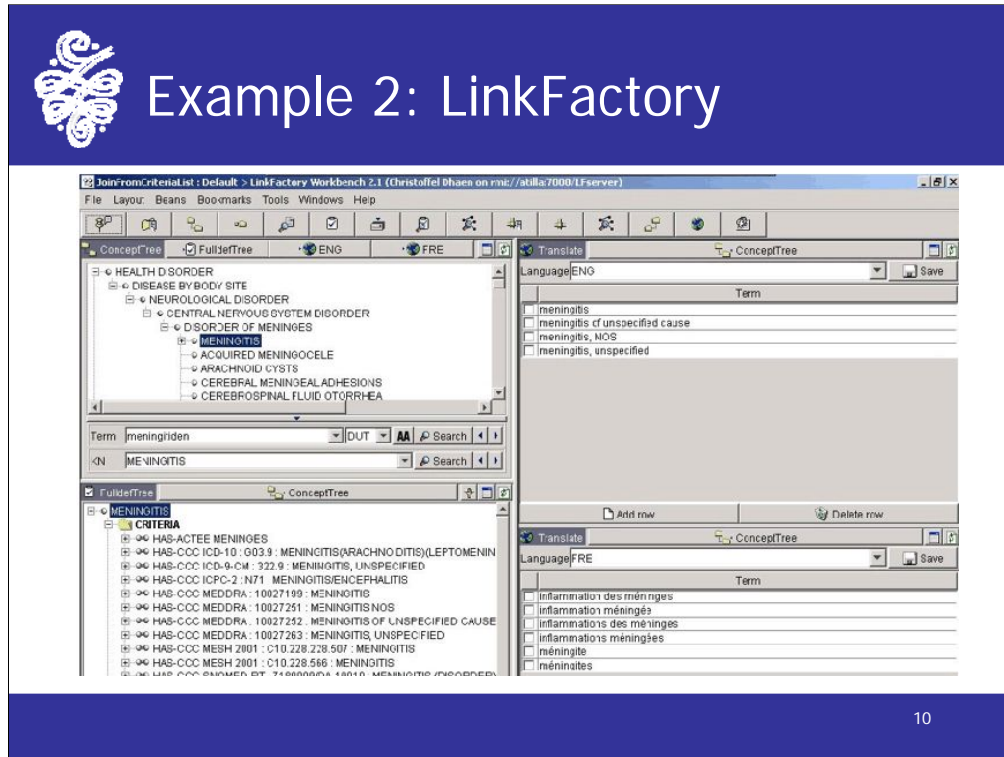 Example 2: LinkFactory
JoinFromCriteriaList : Default > LinkFactory Workbench 2.1 (Christoffel Dhaen on rmi://atilla:7000/LFserver)
File Layout Beans Bookmarks Tools Windows Help
ConceptTree FulldefTree ENG FRE
HEALTH DISORDER
DISEASE BY BODY SITE
NEUROLOGICAL DISORDER
CENTRAL NERVOUS SYSTEM DISORDER
DISORDER OF MENINGES
MENINGITIS
ACQUIRED MENINGOCELE
ARACHNOID CYSTS
CEREBRAL MENINGEAL ADHESIONS
CEREBROSPINAL FLUID OTORRHEA
Term DUT AA Search
KN MENINGITIS Search
FulldefTree ConceptTree
MENINGITIS
CRITERIA
HAS-ACTEE MENINGES
HAS-CCC ICD-10 : G03.9 : MENINGITIS(ARACHNOIDITIS)(LEPTOMENIN
HAS-CCC ICD-9-CM : 322.9 : MENINGITIS, UNSPECIFIED
HAS-CCC ICPC-2 : N71 MENINGITIS/ENCEPHALITIS
HAS-CCC MEDDRA : 10027199 : MENINGITIS
HAS-CCC MEDDRA : 10027251 : MENINGITIS NOS
HAS-CCC MEDDRA : 10027252 : MENINGITIS OF UNSPECIFIED CAUSE
HAS-CCC MEDDRA : 10027263 : MENINGITIS, UNSPECIFIED
HAS-CCC MESH 2001 : C10.228.228.507 : MENINGITIS
HAS-CCC MESH 2001 : C10.228.566 : MENINGITIS
Translate ConceptTree
Language ENG Save
Term
meningitis
meningitis of unspecified cause
meningitis, NOS
meningitis, unspecified
Add row Delete row
Translate ConceptTree
Language FRE Save
Term
inflammation des méninges
inflammation méningée
inflammations des méninges
inflammations méningées
méningite
méningites
10